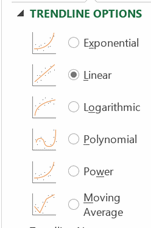 TRENDLINE OPTIONS
Exponential
Linear
Logarithmic
Polynomial
Power
Moving
Average